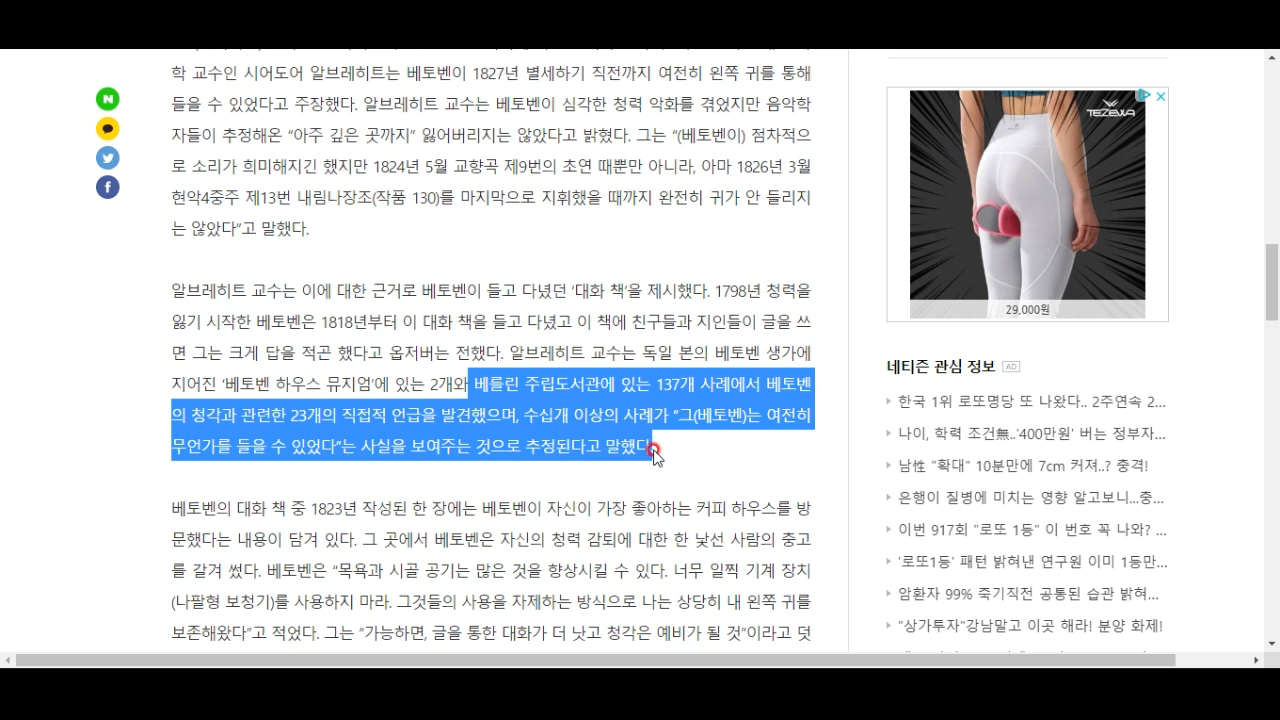 학 교수인 시어도어 알브레히트는 베토벤이 1827년 별세하기 직전까지 여전히 왼쪽 귀를 통해
들을 수 있었다고 주장했다. 알브레히트 교수는 베토벤이 심각한 청력 악화를 겪었지만 음악학
자들이 추정해온 “아주 깊은 곳까지” 잃어버리지는 않았다고 밝혔다. 그는 “(베토벤이) 점차적으
로 소리가 희미해지긴 했지만 1824년 5월 교향곡 제9번의 초연 때뿐만 아니라, 아마 1826년 3월
현악4중주 제13번 내림나장조(작품 130)를 마지막으로 지휘했을 때까지 완전히 귀가 안 들리지
는 않았다”고 말했다.
알브레히트 교수는 이에 대한 근거로 베토벤이 들고 다녔던 ‘대화 책’을 제시했다. 1798년 청력을
잃기 시작한 베토벤은 1818년부터 이 대화 책을 들고 다녔고 이 책에 친구들과 지인들이 글을 쓰
면 그는 크게 답을 적곤 했다고 옵저버는 전했다. 알브레히트 교수는 독일 본의 베토벤 생가에
지어진 ‘베토벤 하우스 뮤지엄’에 있는 2개와 베를린 주립도서관에 있는 137개 사례에서 베토벤
의 청각과 관련한 23개의 직접적 언급을 발견했으며, 수십개 이상의 사례가 “그(베토벤)는 여전히
무언가를 들을 수 있었다”는 사실을 보여주는 것으로 추정된다고 말했다
베토벤의 대화 책 중 1823년 작성된 한 장에는 베토벤이 자신이 가장 좋아하는 커피 하우스를 방
문했다는 내용이 담겨 있다. 그 곳에서 베토벤은 자신의 청력 감퇴에 대한 한 낯선 사람의 충고
를 갈겨 썼다. 베토벤은 “목욕과 시골 공기는 많은 것을 향상시킬 수 있다. 너무 일찍 기계 장치
(나팔형 보청기)를 사용하지 마라. 그것들의 사용을 자제하는 방식으로 나는 상당히 내 왼쪽 귀를
보존해왔다”고 적었다. 그는 “가능하면, 글을 통한 대화가 더 낫고 청각은 예비가 될 것”이라고 덧
TEZEWA
29,000원
네티즌 관심 정보 AD
한국 1위 로또명당 또 나왔다.. 2주연속 2...
나이, 학력 조건無..'400만원' 버는 정부자...
남性 "확대" 10분만에 7cm 커져..? 충격!
은행이 질병에 미치는 영향 알고보니...충...
이번 917회 "로또 1등" 이 번호 꼭 나와? ...
'로또1등' 패턴 밝혀낸 연구원 이미 1등만...
암환자 99% 죽기직전 공통된 습관 밝혀...
"상가투자"강남말고 이곳 해라! 분양 화제!